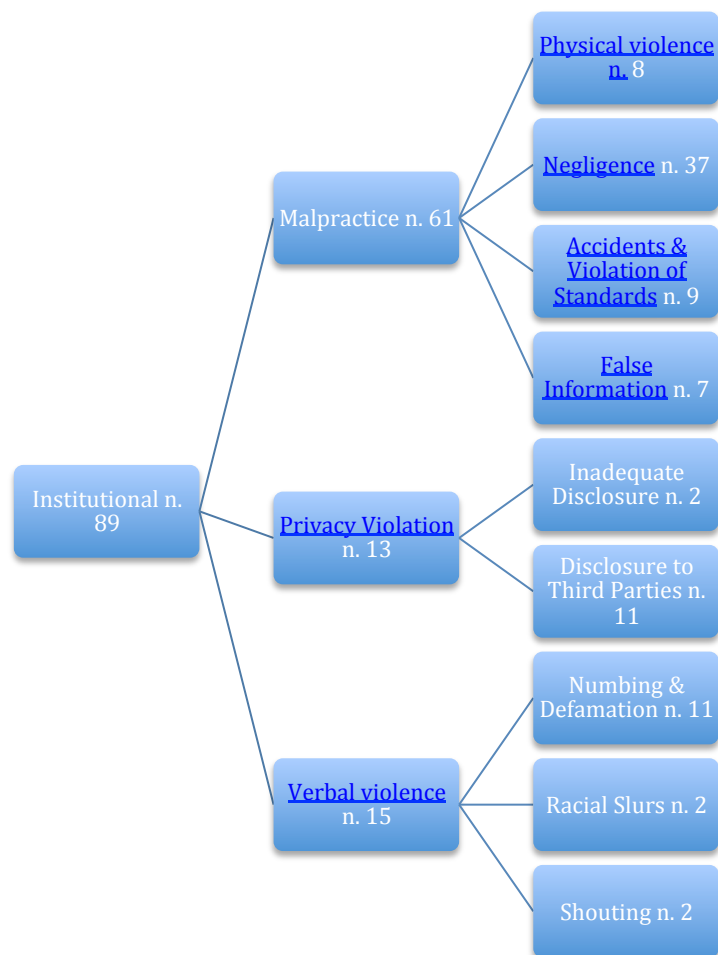 Physical violence
n. 8
Negligence n. 37
Malpractice n. 61
Accidents &
Violation of
Standards n. 9
False
Information n. 7
Institutional n.
89
Privacy Violation
n. 13
Inadequate
Disclosure n. 2
Disclosure to
Third Parties n.
11
Verbal violence
n. 15
Numbing &
Defamation n. 11
Racial Slurs n. 2
Shouting n. 2